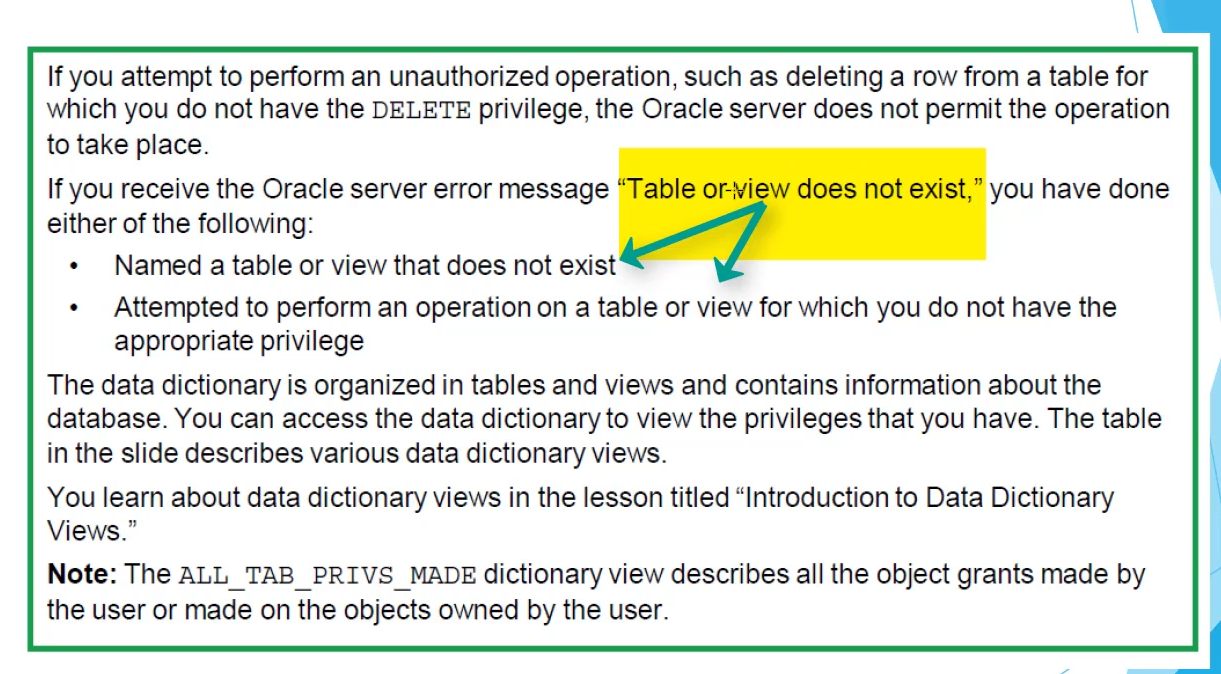 If you attempt to perform an unauthorized operation, such as deleting a row from a table for
which you do not have the DELETE privilege, the Oracle server does not permit the operation
to take place.
If you receive the Oracle server error message “Table or view does not exist,” you have done
either of the following:
• Named a table or view that does not exist
• Attempted to perform an operation on a table or view for which you do not have the
appropriate privilege
The data dictionary is organized in tables and views and contains information about the
database. You can access the data dictionary to view the privileges that you have. The table
in the slide describes various data dictionary views.
You learn about data dictionary views in the lesson titled “Introduction to Data Dictionary
Views.”
Note: The ALL_TAB_PRIVS_MADE dictionary view describes all the object grants made by
the user or made on the objects owned by the user.